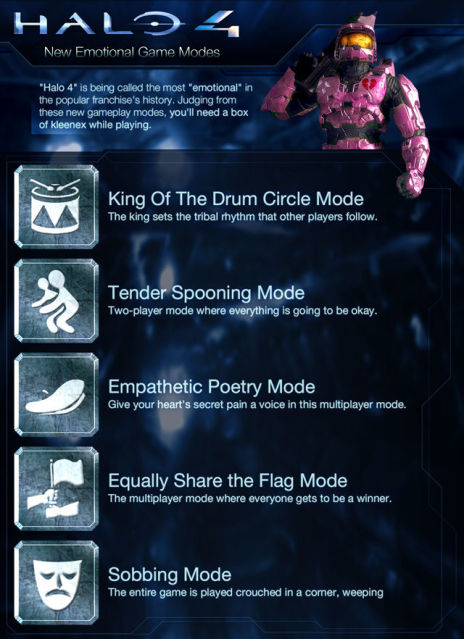 HALO 4
New Emotional Game Modes
"Halo 4" is being called the most "emotional" in
the popular franchise's history. Judging from
these new gameplay modes, you'll need a box
of kleenex while playing.
King Of The Drum Circle Mode
The king sets the tribal rhythm that other players follow.
Tender Spooning Mode
Two-player mode where everything is going to be okay.
Empathetic Poetry Mode
Give your heart's secret pain a voice in this multiplayer mode.
Equally Share the Flag Mode
The multiplayer mode where everyone gets to be a winner.
Sobbing Mode
The entire game is played crouched in a corner, weeping